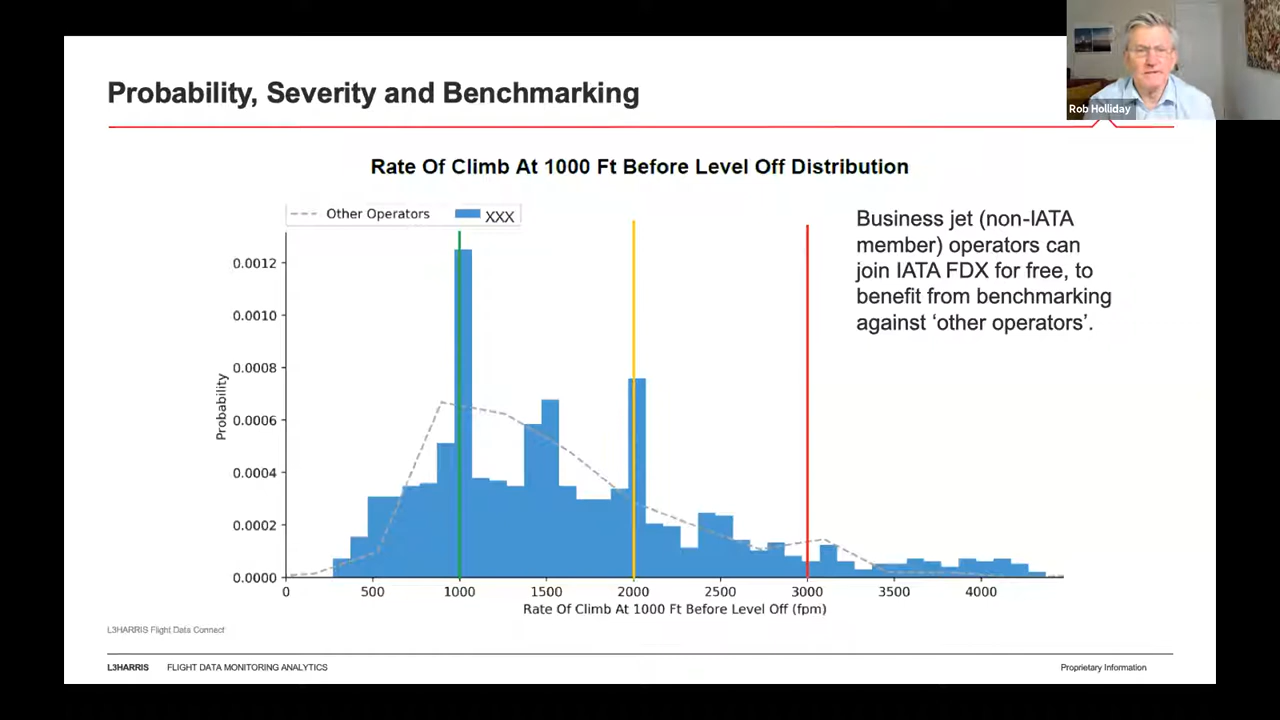 Rob Holliday
Probability, Severity and Benchmarking
Rate Of Climb At 1000 Ft Before Level Off Distribution
Other Operators
XXX
Business jet (non-IATA
member) operators can
join IATA FDX for free, to
benefit from benchmarking
against ‘other operators’.
Probability
0.0012
0.0010
0.0008
0.0006
0.0004
0.0002
0.0000
0 500 1000 1500 2000 2500 3000 3500 4000
Rate Of Climb At 1000 Ft Before Level Off (fpm)
L3HARRIS Flight Data Connect
L3HARRIS FLIGHT DATA MONITORING ANALYTICS Proprietary Information